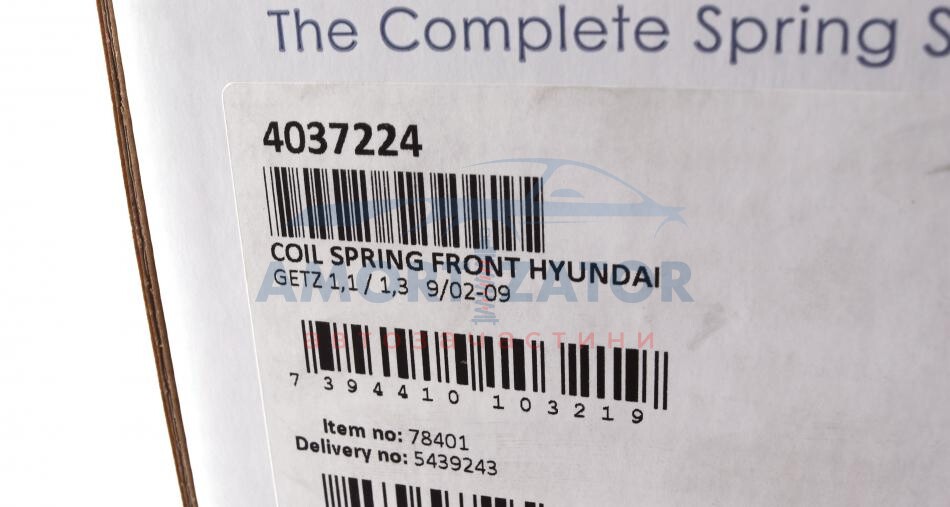 The Complete Spring S
4037224
COIL SPRING FRONT HYUNDAI
GETZ 1,1 / 1,3 9/02-09
AMORTIZATOR
автозапчастини
7 394410 103219
Item no: 78401
Delivery no: 5439243